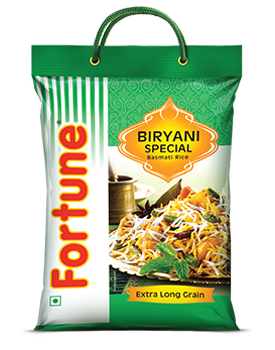 Fortune
BIRYANI
SPECIAL
Basmati Rice
Extra Long Grain